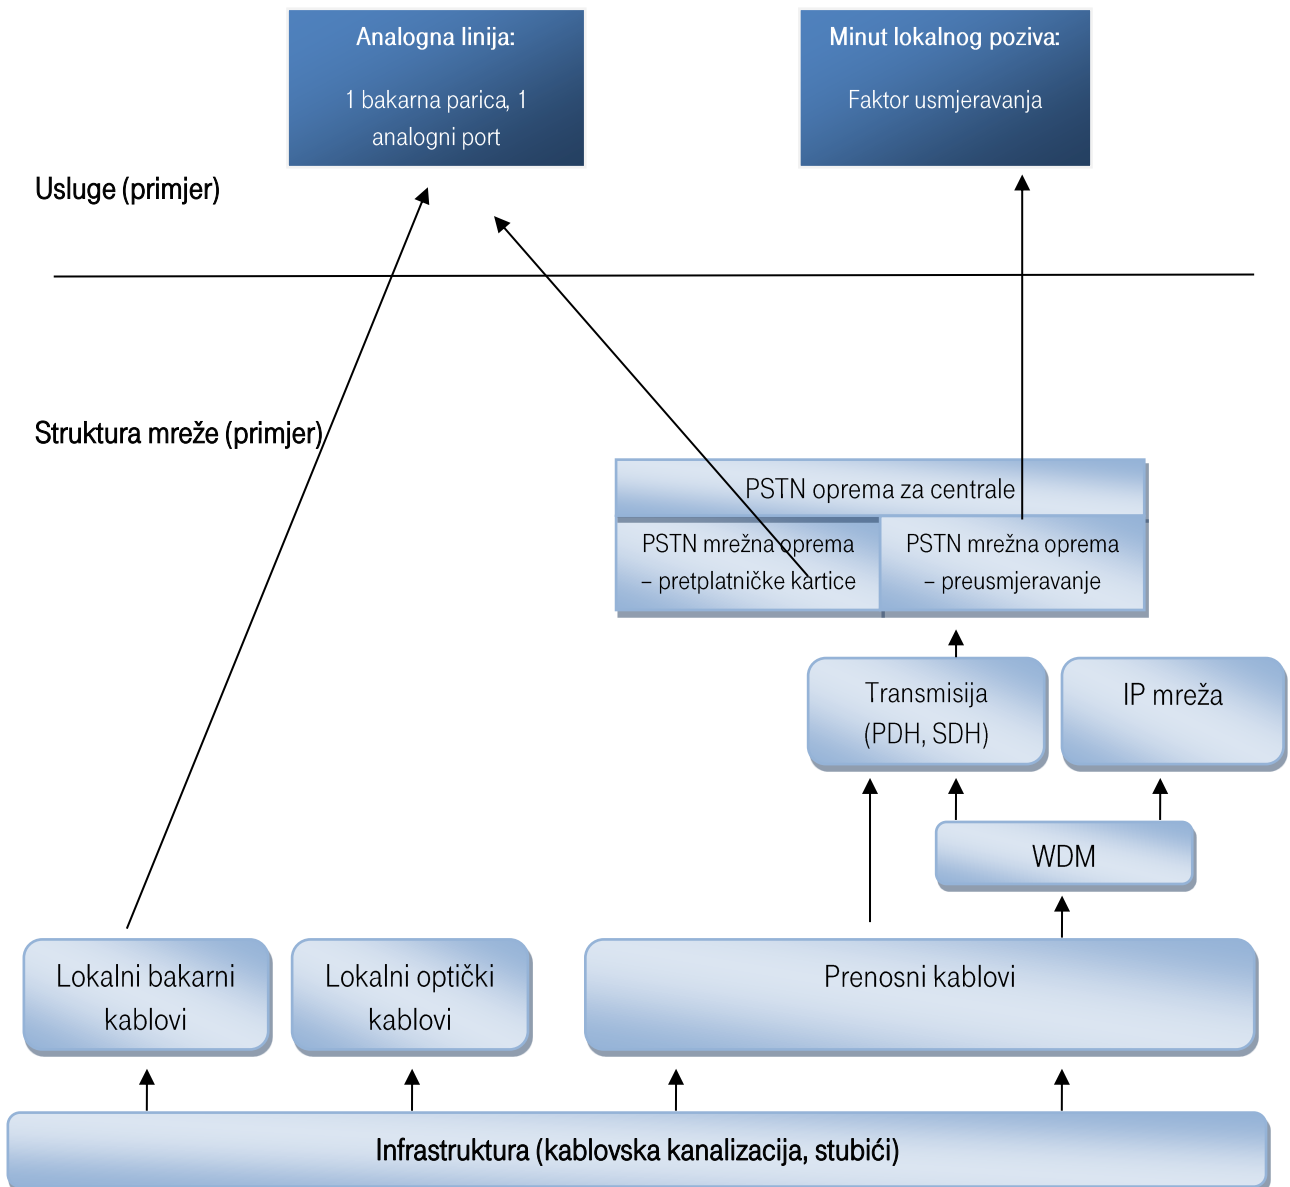 Analogna linija:
1 bakarna parica, 1
analogni port
Minut lokalnog poziva:
Faktor usmjeravanja
Usluge (primjer)
Struktura mreže (primjer)
PSTN oprema za centrale
PSTN mrežna oprema
– pretplatničke kartice
PSTN mrežna oprema
– preusmjeravanje
Transmisija
(PDH, SDH)
IP mreža
WDM
Lokalni bakarni
kablovi
Lokalni optički
kablovi
Prenosni kablovi
Infrastruktura (kablovska kanalizacija, stubići)